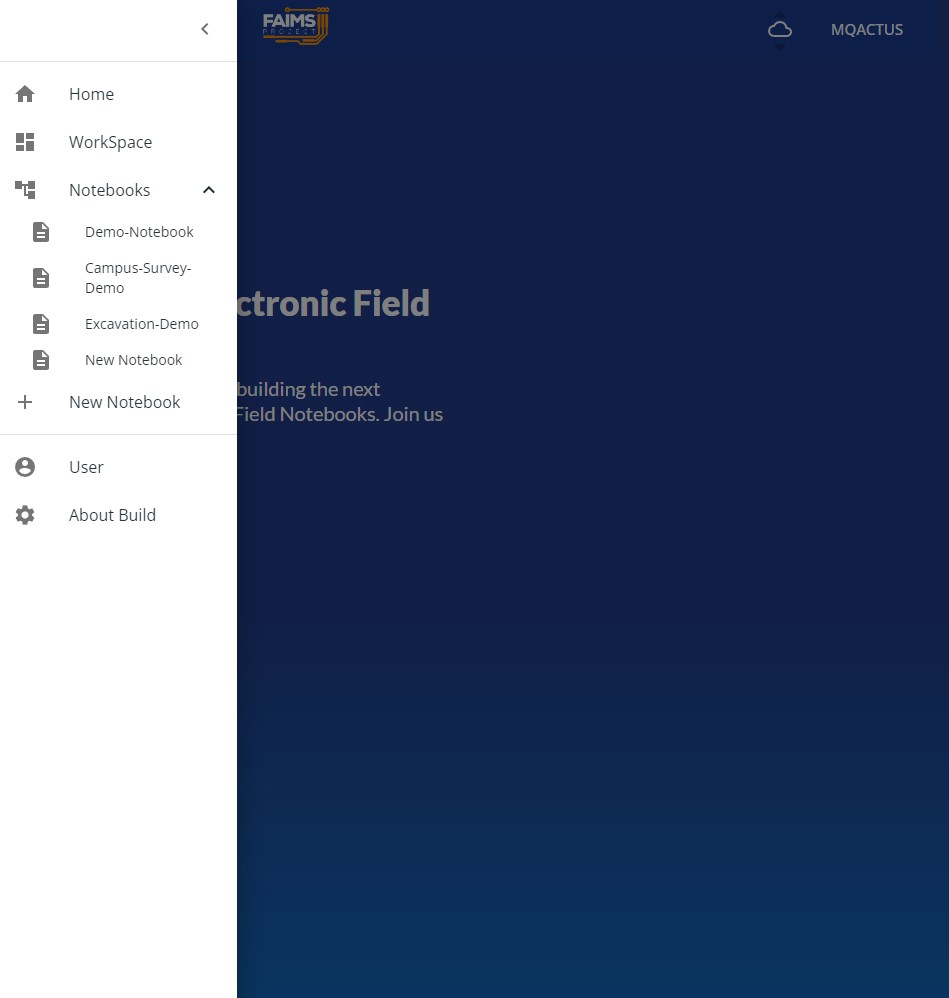 FAIMS
PROJECT
MQACTUS
Home
WorkSpace
Notebooks
Demo-Notebook
Campus-Survey-
Demo
Excavation-Demo
New Notebook
New Notebook
User
About Build
ctronic Field
building the next
Field Notebooks. Join us